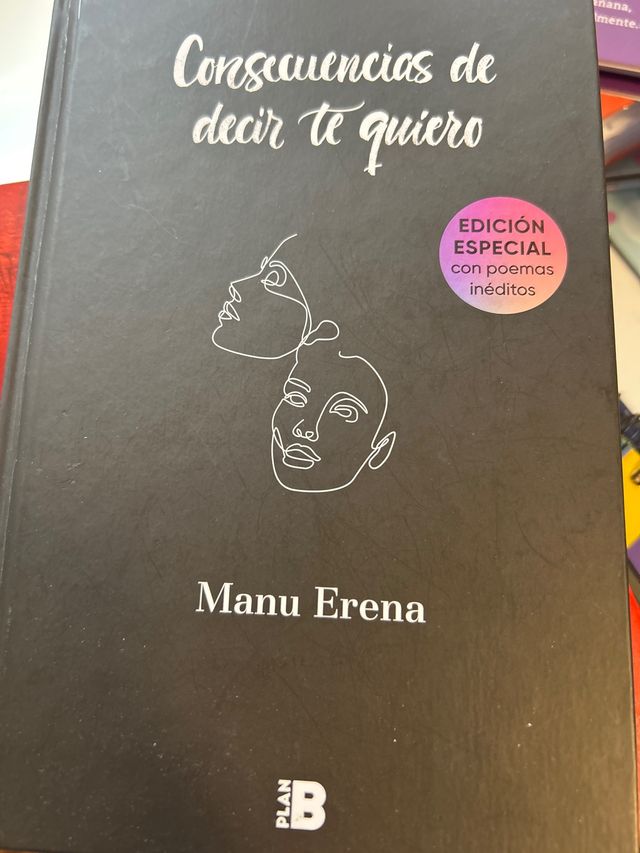 Consecuencias de
decir te quiero
EDICIÓN
ESPECIAL
con poemas
inéditos
Manu Erena
PLAN B